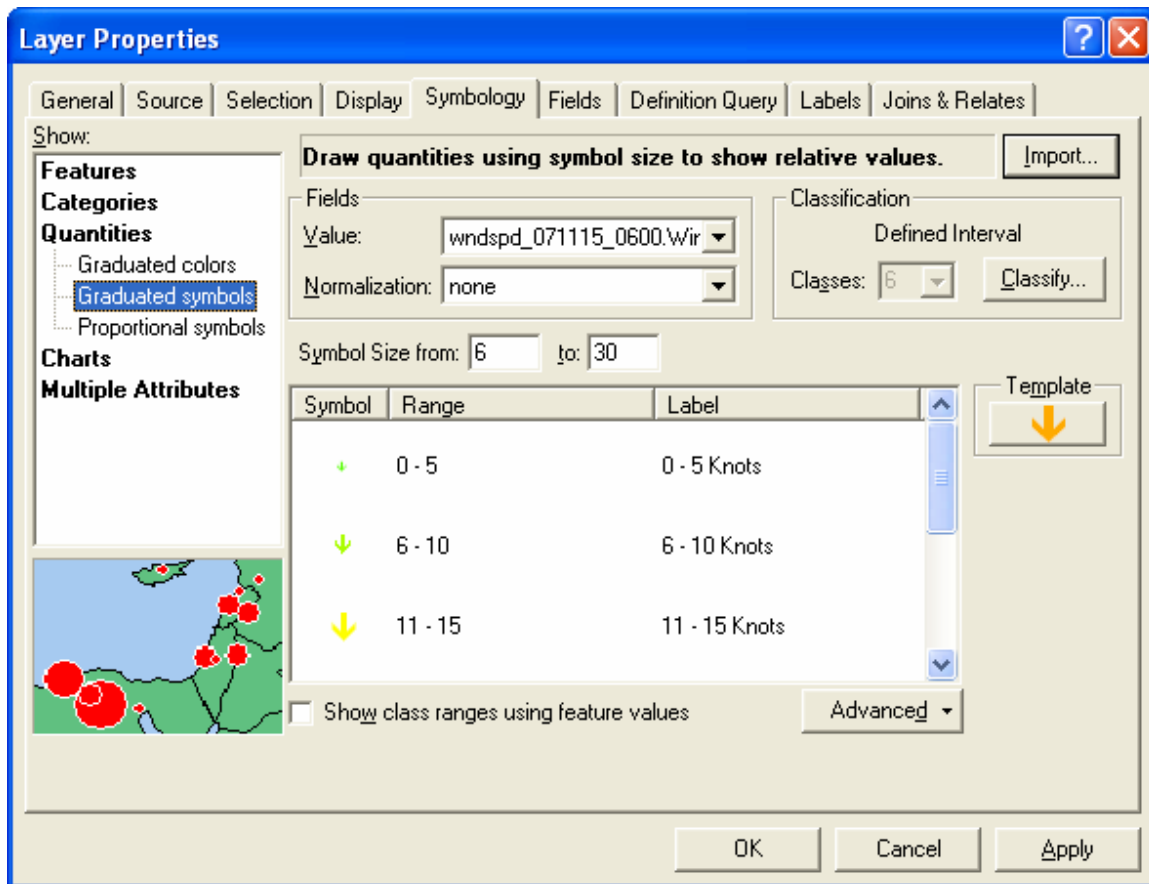 Layer Properties
General Source Selection Display Symbology Fields Definition Query Labels Joins & Relates
Show:
Features
Categories
Quantities
Graduated colors
Graduated symbols
Proportional symbols
Charts
Multiple Attributes
Draw quantities using symbol size to show relative values.
Import...
Fields
Value: wndspd_071115_0600.Wir
Normalization: none
Classification
Defined Interval
Classes: 6 Classify...
Symbol Size from: 6 to: 30
Symbol Range Label
0 - 5 0 - 5 Knots
6 - 10 6 - 10 Knots
11 - 15 11 - 15 Knots
Template
Show class ranges using feature values
Advanced
OK Cancel Apply